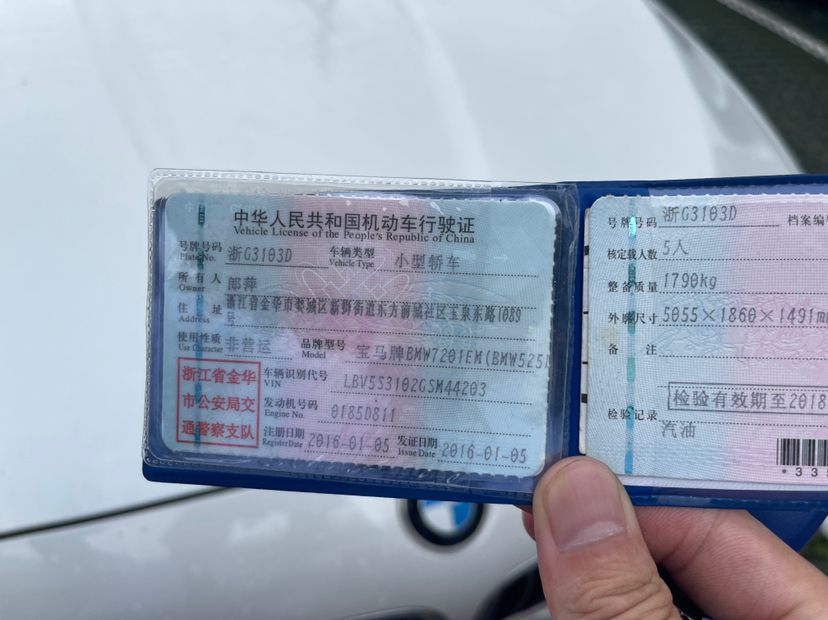 中华人民共和国机动车行驶证
Vehicle License of the People's Republic of China
号牌号码 浙G3103D 车辆类型 小型轿车
Plate No. Vehicle Type
所有人 郎萍
Owner
住址 浙江省金华市婺城区新狮街道东方前城社区玉泉东路1089号
Address
使用性质 非营运 品牌型号 宝马牌BMW7201EM(BMW525L
Use Character Model
浙江省金华
市公安局交
通警察支队
车辆识别代号 LBV5S3102GSM44203
VIN
发动机号码 0185D811
Engine No.
注册日期 2016-01-05 发证日期 2016-01-05
Register Date Issue Date
号牌号码 浙G3103D 档案编
核定载人数 5人
整备质量 1790kg
外廓尺寸 5055×1860×1491m
备注
检验有效期至2018
检验记录
汽油
*33